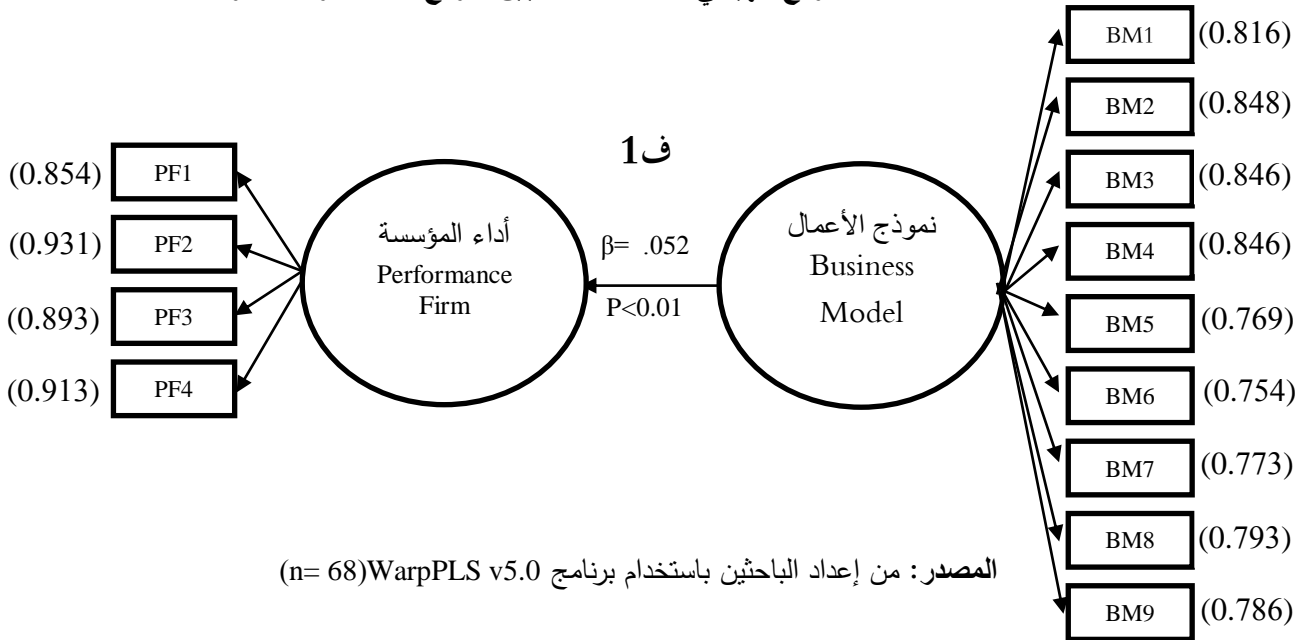 BM1 (0.816)
BM2 (0.848)
ف1
BM3 (0.846)
(0.854) PF1
BM4 (0.846)
(0.931) PF2
أداء المؤسسة
Performance
Firm
β= .052
P<0.01
نموذج الأعمال
Business
Model
(0.893) PF3
BM5 (0.769)
(0.913) PF4
BM6 (0.754)
BM7 (0.773)
BM8 (0.793)
المصدر: من إعداد الباحثين باستخدام برنامج WarpPLS v5.0 (n= 68)
BM9 (0.786)